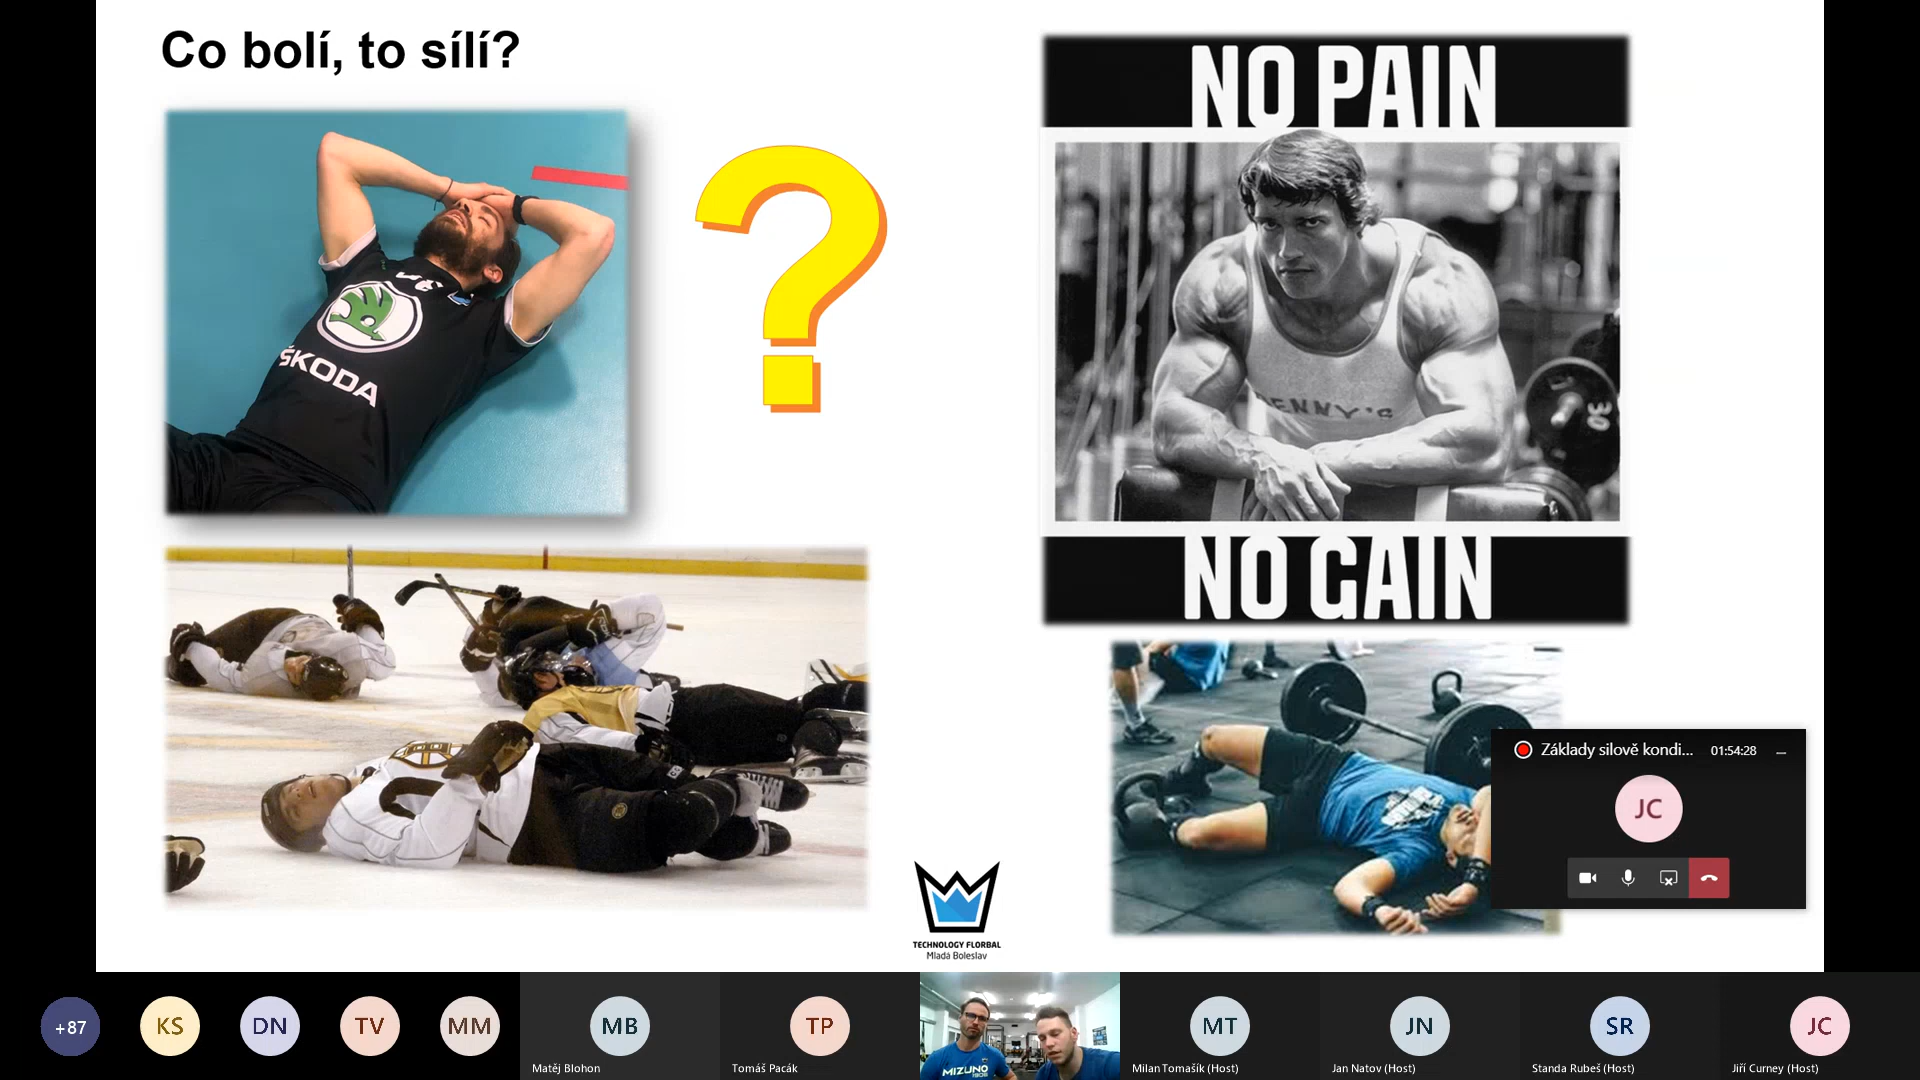 Co bolí, to sílí?
ŠKODA
?
NO PAIN
30
NO GAIN
TECHNOLOGY FLORBAL
Mladá Boleslav
Základy silově kondi...
01:54:28
JC
+87
KS
DN
TV
MM
MB
Matěj Blohon
TP
Tomáš Pacák
MIZUNO
MT
Milan Tomašík (Host)
JN
Jan Natov (Host)
SR
Standa Rubeš (Host)
JC
Jiří Curney (Host)